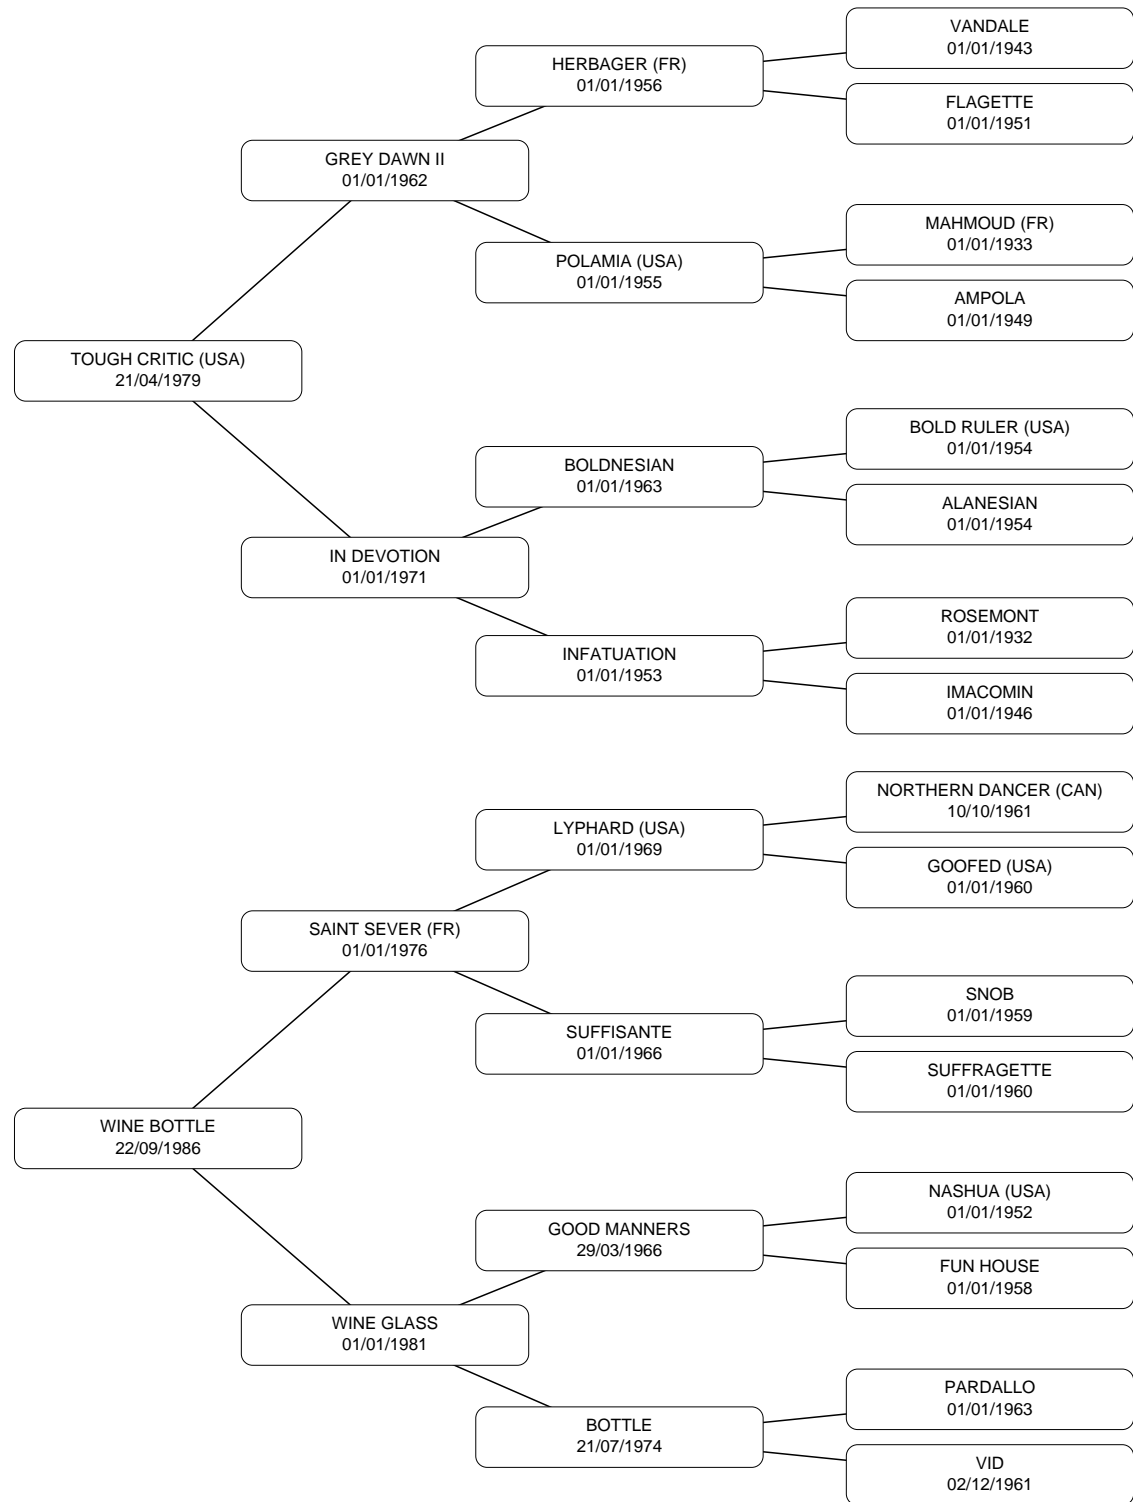 VANDALE
01/01/1943
HERBAGER (FR)
01/01/1956
FLAGETTE
01/01/1951
GREY DAWN II
01/01/1962
MAHMOUD (FR)
01/01/1933
POLAMIA (USA)
01/01/1955
AMPOLA
01/01/1949
TOUGH CRITIC (USA)
21/04/1979
BOLD RULER (USA)
01/01/1954
BOLDNESIAN
01/01/1963
ALANESIAN
01/01/1954
IN DEVOTION
01/01/1971
ROSEMONT
01/01/1932
INFATUATION
01/01/1953
IMACOMIN
01/01/1946
NORTHERN DANCER (CAN)
10/10/1961
LYPHARD (USA)
01/01/1969
GOOFED (USA)
01/01/1960
SAINT SEVER (FR)
01/01/1976
SNOB
01/01/1959
SUFFISANTE
01/01/1966
SUFFRAGETTE
01/01/1960
WINE BOTTLE
22/09/1986
NASHUA (USA)
01/01/1952
GOOD MANNERS
29/03/1966
FUN HOUSE
01/01/1958
WINE GLASS
01/01/1981
PARDALLO
01/01/1963
BOTTLE
21/07/1974
VID
02/12/1961